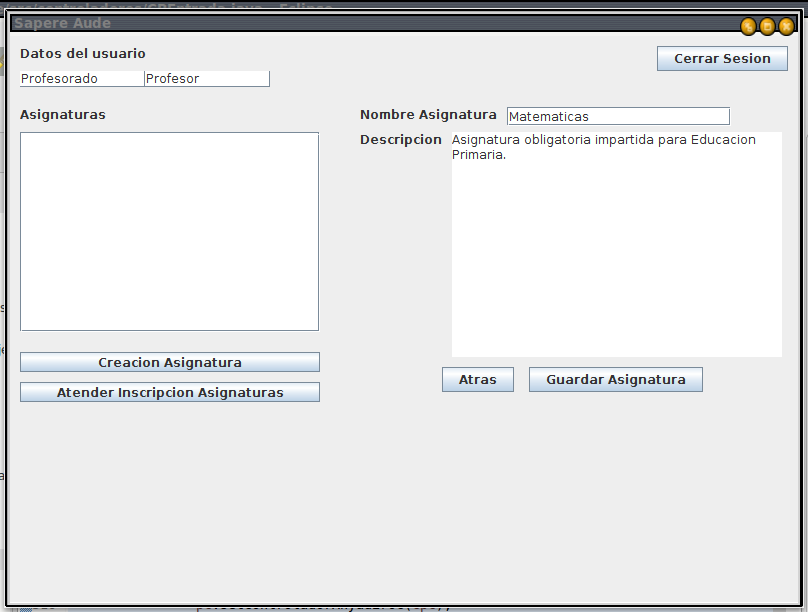 Sapere Aude
Datos del usuario
Cerrar Sesion
Profesorado Profesor
Asignaturas
Nombre Asignatura Matematicas
Descripcion Asignatura obligatoria impartida para Educacion
Primaria.
Creacion Asignatura
Atras Guardar Asignatura
Atender Inscripcion Asignaturas